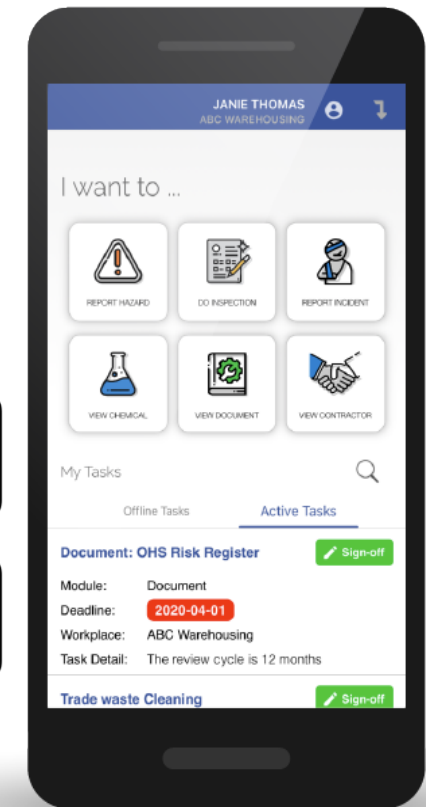 JANIE THOMAS
ABC WAREHOUSING
I want to ...
REPORT HAZARD
DO INSPECTION
REPORT INCIDENT
VIEW CHEMICAL
VIEW DOCUMENT
VIEW CONTRACTOR
My Tasks
Offline Tasks Active Tasks
Document: OHS Risk Register Sign-off
Module: Document
Deadline: 2020-04-01
Workplace: ABC Warehousing
Task Detail: The review cycle is 12 months
Trade waste Cleaning Sign-off